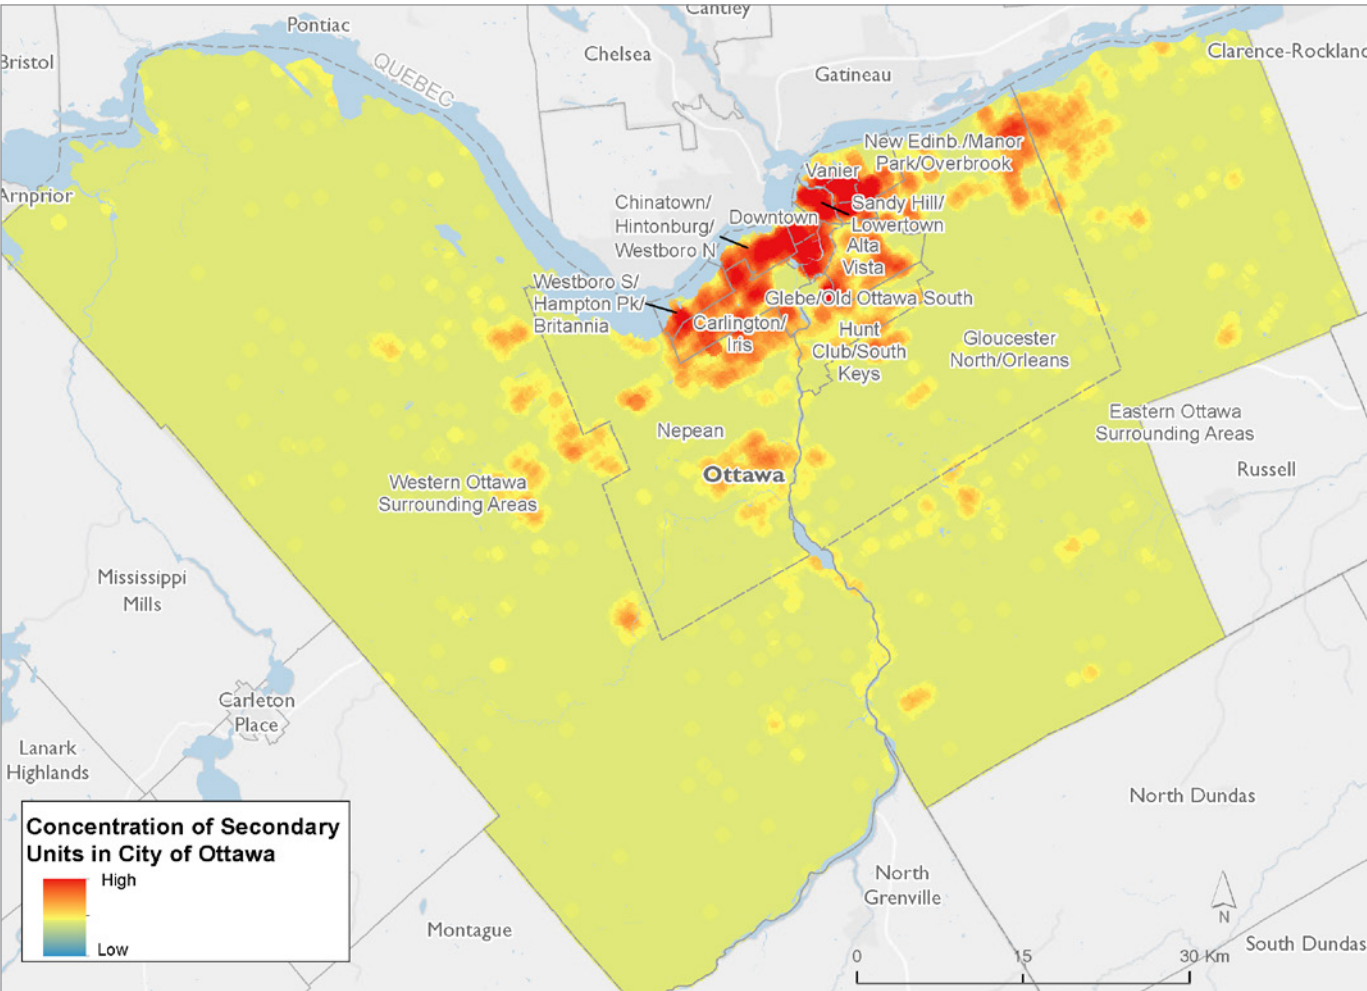 Cantley
Pontiac
Bristol
Chelsea
Clarence-Rockland
QUEBEC
Gatineau
New Edinb./Manor
Park/Overbrook
Vanier
Arnprior
Chinatown/
Hintonburg/
Westboro N
Downtown
Sandy Hill/
Lowertown
Alta
Vista
Westboro S/
Hampton Pk/
Britannia
Glebe/Old Ottawa South
Carlington/
Iris
Hunt
Club/South
Keys
Gloucester
North/Orleans
Eastern Ottawa
Surrounding Areas
Nepean
Ottawa
Russell
Western Ottawa
Surrounding Areas
Mississippi
Mills
Carleton
Place
Lanark
Highlands
North Dundas
Concentration of Secondary
Units in City of Ottawa
High
Low
North
Grenville
Montague
N
South Dundas
0 15 30 Km